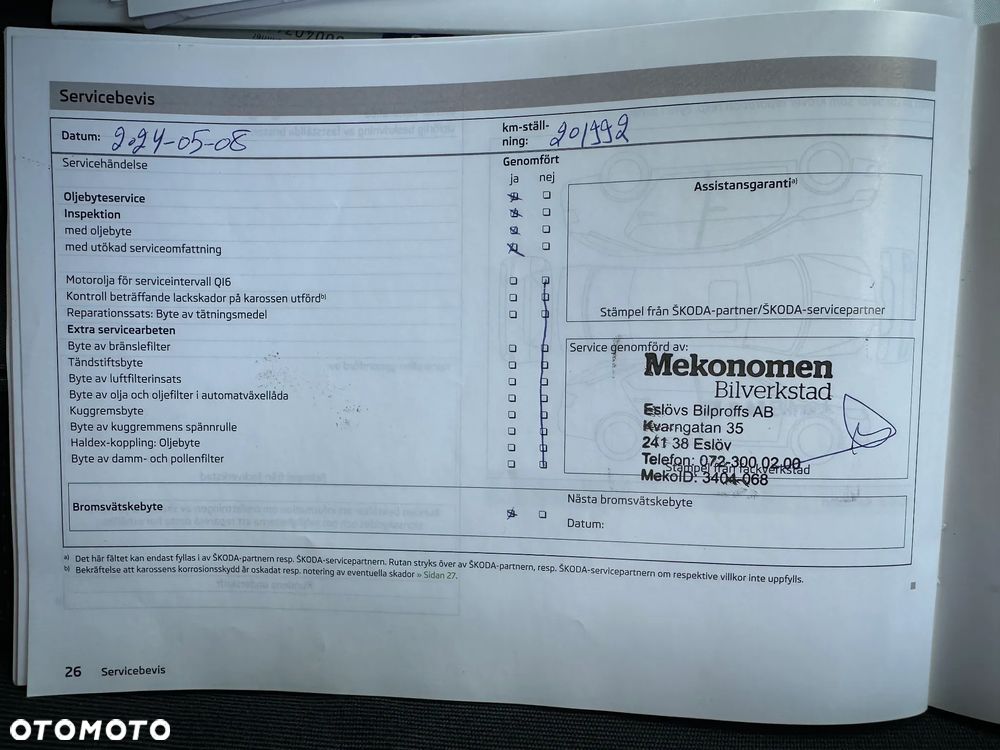 Servicebevis
Datum: 2024-05-08
km-ställ-
ning: 201992
Servicehändelse
Genomfört
ja nej
Oljebyteservice
Inspektion
med oljebyte
med utökad serviceomfattning
Motorolja för serviceintervall QI6
Kontroll beträffande lackskador på karossen utförd b)
Reparationssats: Byte av tätningsmedel
Extra servicearbeten
Byte av bränslefilter
Tändstiftsbyte
Byte av luftfilterinsats
Byte av olja och oljefilter i automatväxellåda
Kuggremsbyte
Byte av kuggremmens spännrulle
Haldex-koppling: Oljebyte
Byte av damm- och pollenfilter
Assistansgaranti a)
Stämpel från ŠKODA-partner/ŠKODA-servicepartner
Service genomförd av:
Mekonomen
Bilverkstad
Eslövs Bilproffs AB
Kvarngatan 35
241 38 Eslöv
Telefon: 072-300 02 00
Stämpel från fackverkstad
MekoID: 3404-068
Bromsvätskebyte
Nästa bromsvätskebyte
Datum:
a) Det här fältet kan endast fyllas i av ŠKODA-partnern resp. ŠKODA-servicepartnern. Rutan stryks över av ŠKODA-partnern, resp. ŠKODA-servicepartnern om respektive villkor inte uppfylls.
b) Bekräftelse att karossens korrosionsskydd är oskadat resp. notering av eventuella skador » Sidan 27.
26 Servicebevis
OTOMOTO